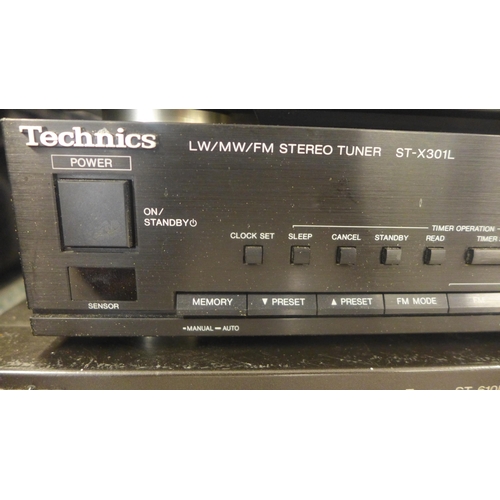 Technics
LW/MW/FM STEREO TUNER ST-X301L
POWER
ON/
STANDBY
TIMER OPERATION
CLOCK SET SLEEP CANCEL STANDBY READ TIMER
SENSOR
MEMORY ▼ PRESET ▲ PRESET FM MODE
MANUAL AUTO